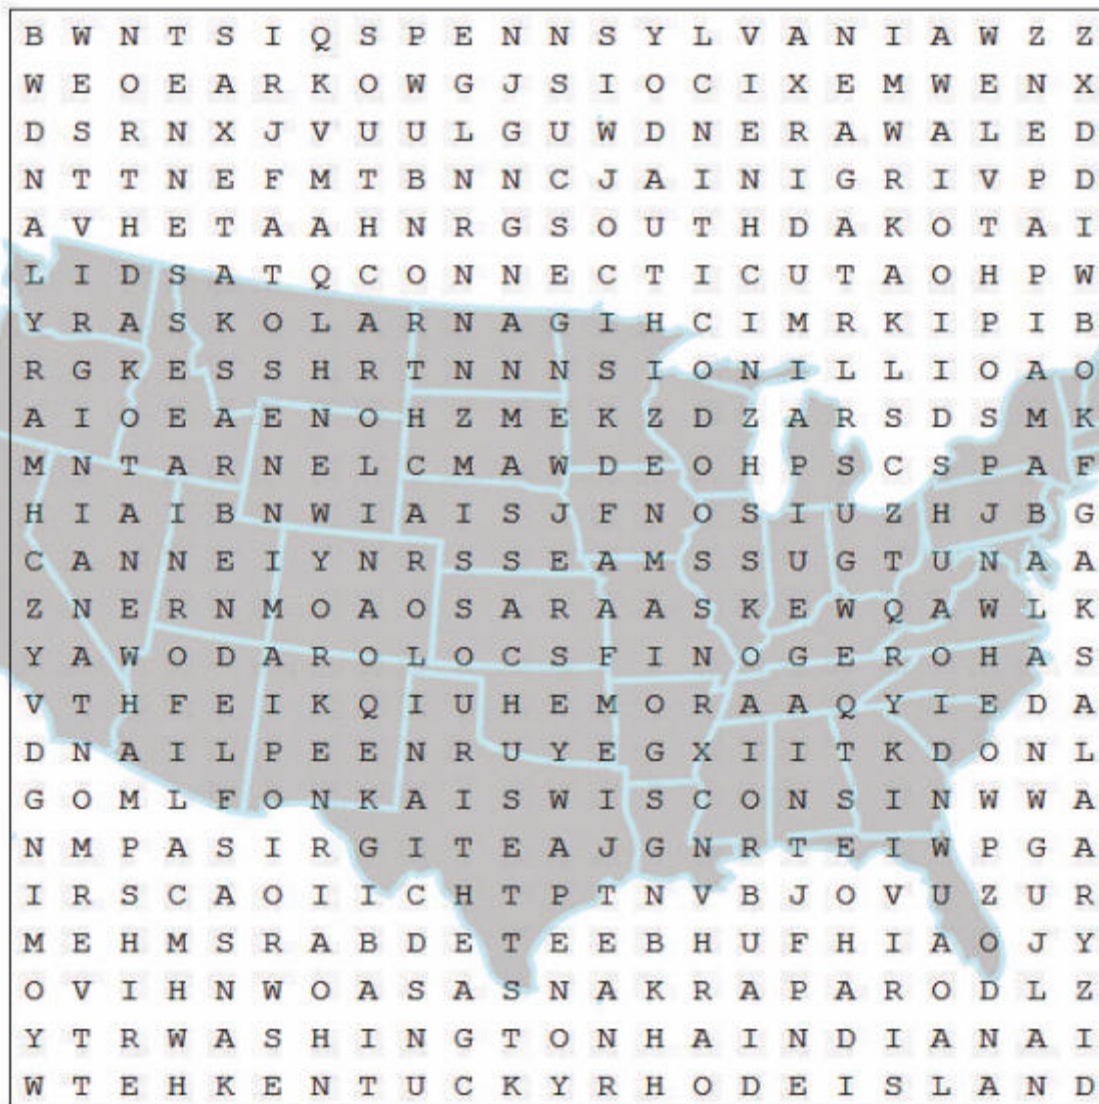 B W N T S I Q S P E N N S Y L V A N I A W Z Z
W E O E A R K O W G J S I O C I X E M W E N X
D S R N X J V U U L G U W D N E R A W A L E D
N T T N E F M T B N N C J A I N I G R I V P D
A V H E T A A H N R G S O U T H D A K O T A I
L I D S A T Q C O N N E C T I C U T A O H P W
Y R A S K O L A R N A G I H C I M R K I P I B
R G K E S S H R T N N N S I O N I L L I O A O
A I O E A E N O H Z M E K Z D Z A R S D S M K
M N T A R N E L C M A W D E O H P S C S P A F
H I A I B N W I A I S J F N O S I U Z H J B G
C A N N E I Y N R S S E A M S S U G T U N A A
Z N E R N M O A O S A R A A S K E W Q A W L K
Y A W O D A R O L O C S F I N O G E R O H A S
V T H F E I K Q I U H E M O R A A Q Y I E D A
D N A I L P E E N R U Y E G X I I T K D O N L
G O M L F O N K A I S W I S C O N S I N W W A
N M P A S I R G I T E A J G N R T E I W P G A
I R S C A O I I C H T P T N V B J O V U Z U R
M E H M S R A B D E T E E B H U F H I A O J Y
O V I H N W O A S A S N A K R A P A R O D L Z
Y T R W A S H I N G T O N H A I N D I A N A I
W T E H K E N T U C K Y R H O D E I S L A N D